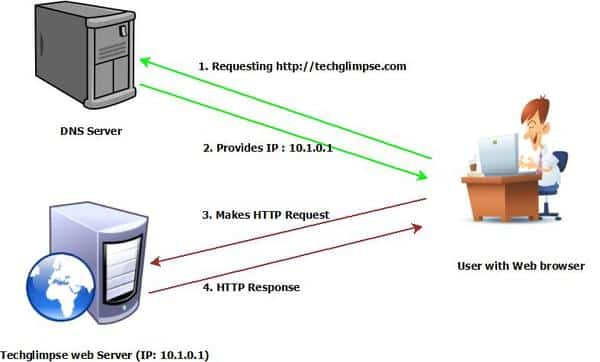 1. Requesting http://techglimpse.com
DNS Server
2. Provides IP : 10.1.0.1
3. Makes HTTP Request
User with Web browser
4. HTTP Response
Techglimpse web Server (IP: 10.1.0.1)